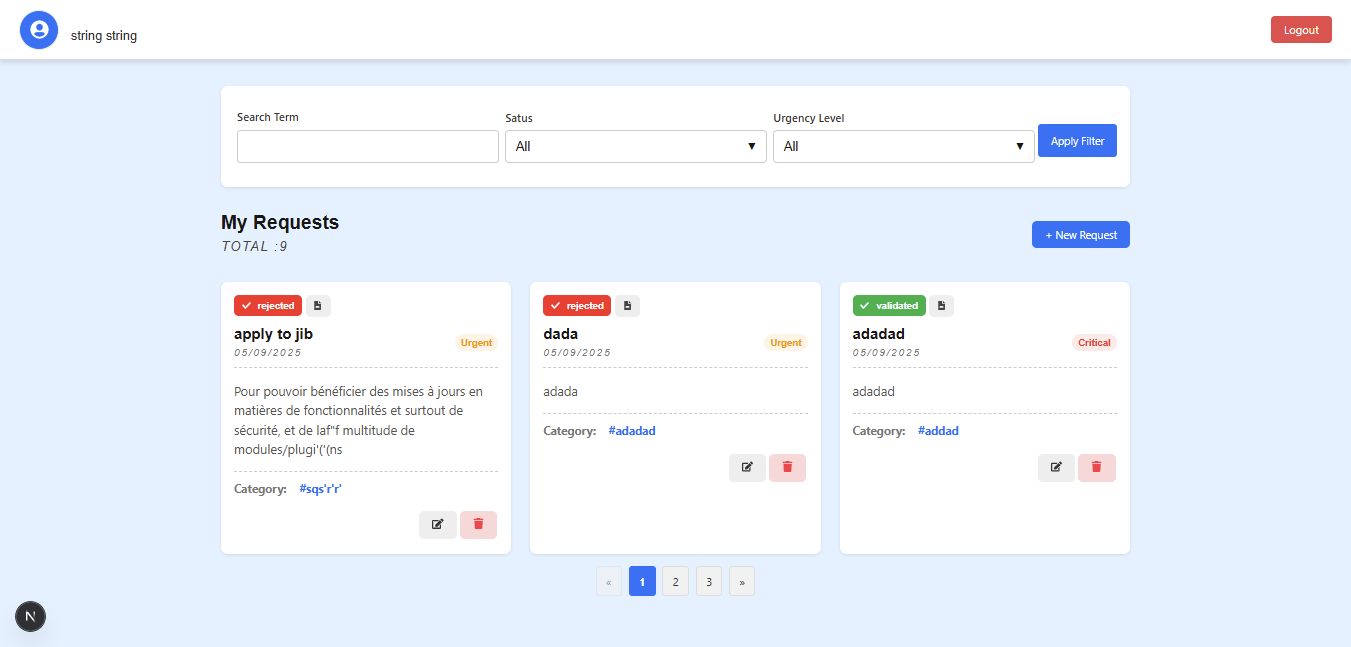 string string
Logout
Search Term
Satus
Urgency Level
All
All
Apply Filter
My Requests
TOTAL :9
+ New Request
rejected
apply to jib
05/09/2025
Urgent
Pour pouvoir bénéficier des mises à jours en
matières de fonctionnalités et surtout de
sécurité, et de laf"f multitude de
modules/plugi'('(ns
Category: #sqs'r'r'
rejected
dada
05/09/2025
Urgent
adada
Category: #adadad
validated
adadad
05/09/2025
Critical
adadad
Category: #addad
« 1 2 3 »
N